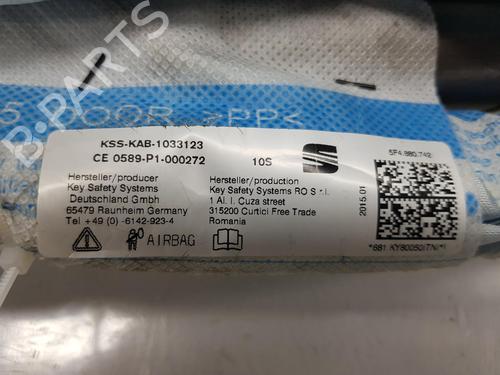 B-PARTS
5 DOOR >PP<
KSS-KAB-1033123
CE 0589-P1-000272
10S
Hersteller/producer
Key Safety Systems
Deutschland GmbH
65479 Raunheim Germany
Tel +49 (0) -6142-923-4
AIRBAG
Hersteller/production
Key Safety Systems RO S.r.l.
1 Al. I. Cuza street
315200 Curtici Free Trade
Romania
2015.01
5F4.880.742